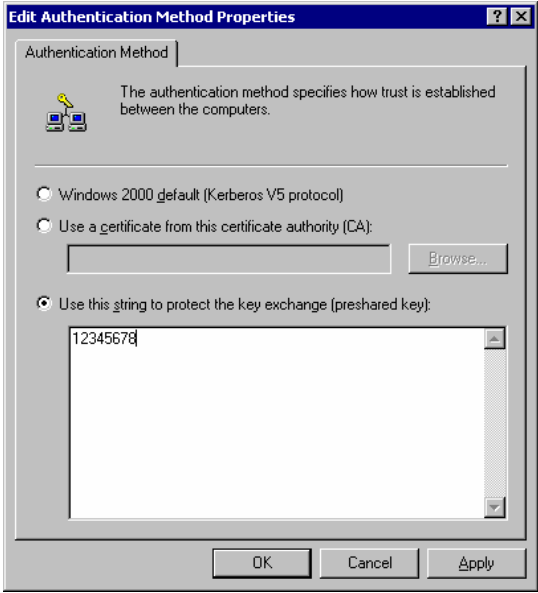 Edit Authentication Method Properties
Authentication Method
The authentication method specifies how trust is established
between the computers.
Windows 2000 default (Kerberos V5 protocol)
Use a certificate from this certificate authority (CA):
Browse...
Use this string to protect the key exchange (preshared key):
12345678
OK Cancel Apply